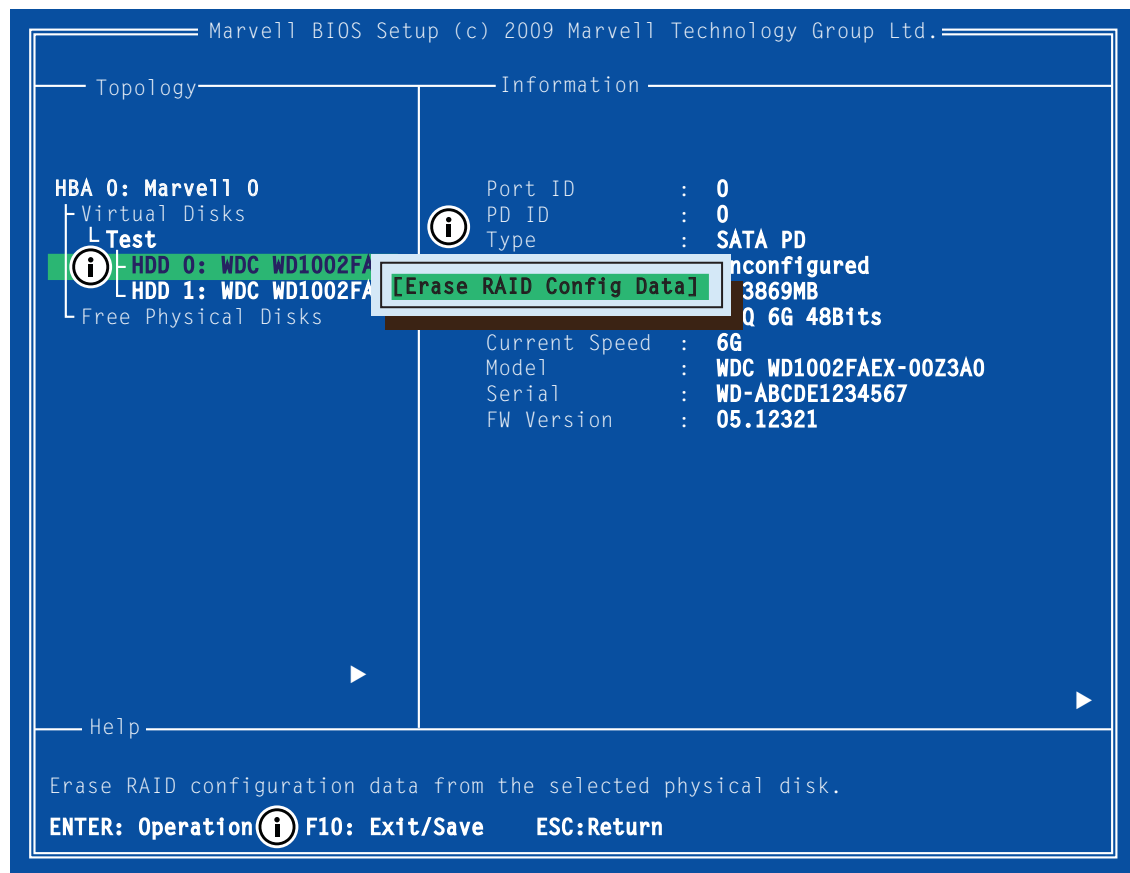 Marvell BIOS Setup (c) 2009 Marvell Technology Group Ltd.
Topology
HBA 0: Marvell 0
Virtual Disks
Test
HDD 0: WDC WD1002FA
HDD 1: WDC WD1002FA
Free Physical Disks
Information
Port ID : 0
PD ID : 0
Type : SATA PD
nconfigured
[Erase RAID Config Data]
3869MB
Q 6G 48Bits
Current Speed : 6G
Model : WDC WD1002FAEX-00Z3A0
Serial : WD-ABCDE1234567
FW Version : 05.12321
Help
Erase RAID configuration data from the selected physical disk.
ENTER: Operation F10: Exit/Save ESC:Return